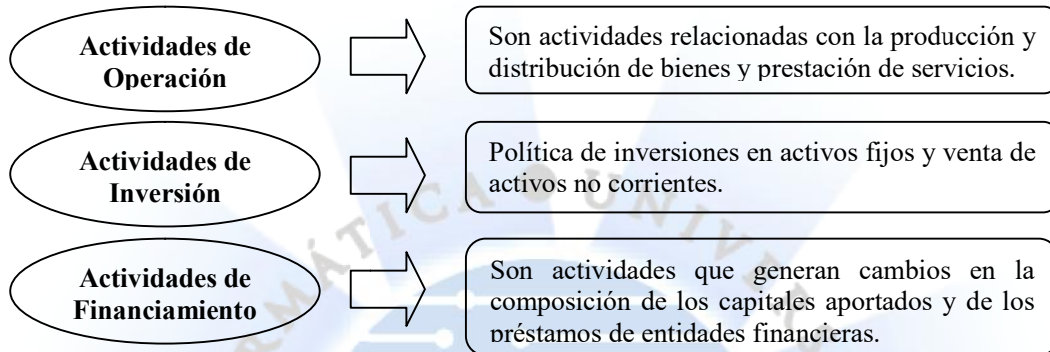 Actividades de
Operación
Son actividades relacionadas con la producción y
distribución de bienes y prestación de servicios.
Actividades de
Inversión
Política de inversiones en activos fijos y venta de
activos no corrientes.
Actividades de
Financiamiento
Son actividades que generan cambios en la
composición de los capitales aportados y de los
préstamos de entidades financieras.